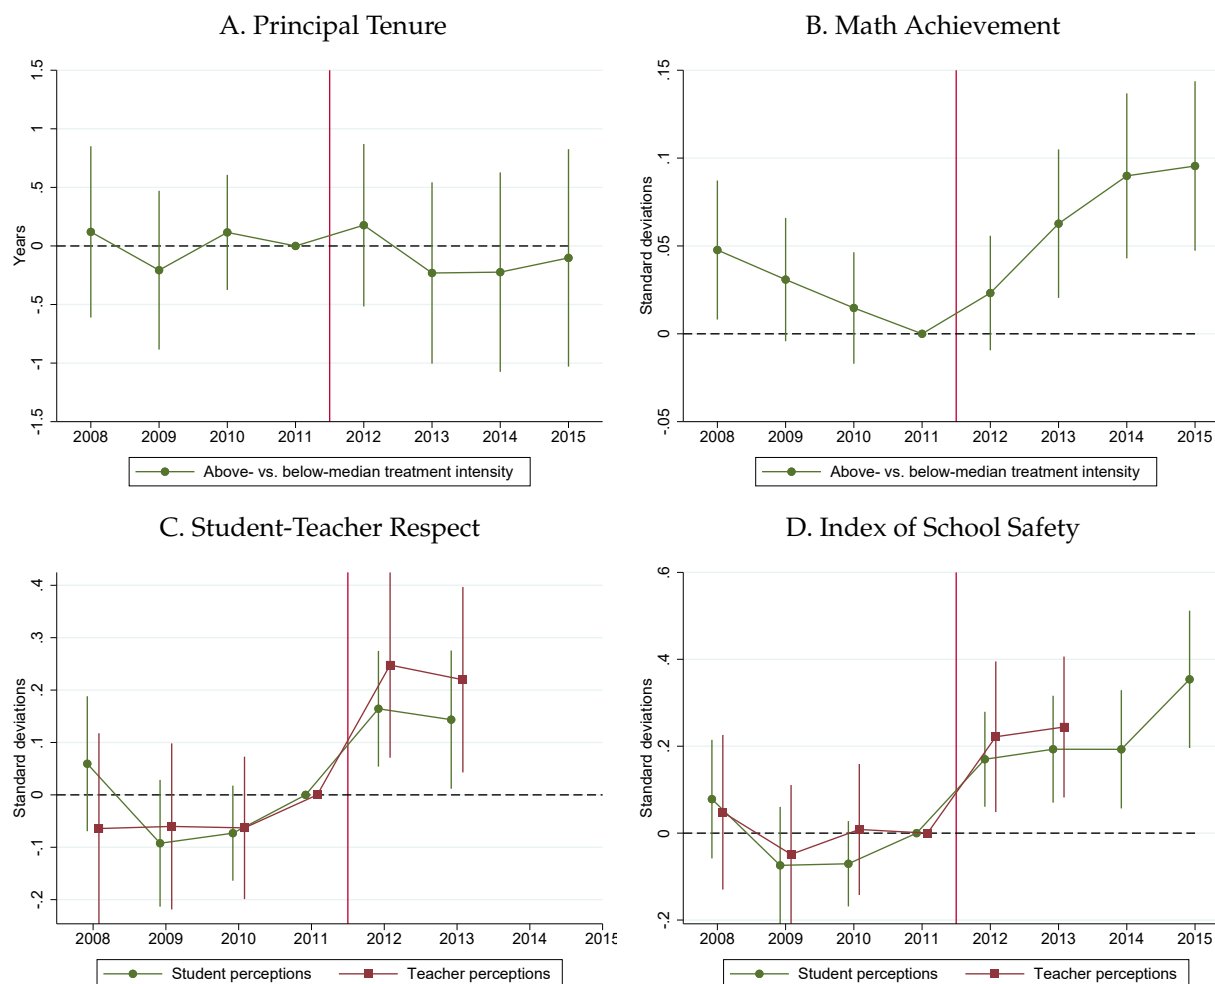 A. Principal Tenure
Years
1.5
1
.5
0
-.5
-1
-1.5
2008 2009 2010 2011 2012 2013 2014 2015
Above- vs. below-median treatment intensity
B. Math Achievement
Standard deviations
.15
.1
.05
0
-.05
2008 2009 2010 2011 2012 2013 2014 2015
Above- vs. below-median treatment intensity
C. Student-Teacher Respect
Standard deviations
.4
.3
.2
.1
0
-.1
-.2
2008 2009 2010 2011 2012 2013 2014 2015
Student perceptions Teacher perceptions
D. Index of School Safety
Standard deviations
.6
.4
.2
0
-.2
2008 2009 2010 2011 2012 2013 2014 2015
Student perceptions Teacher perceptions